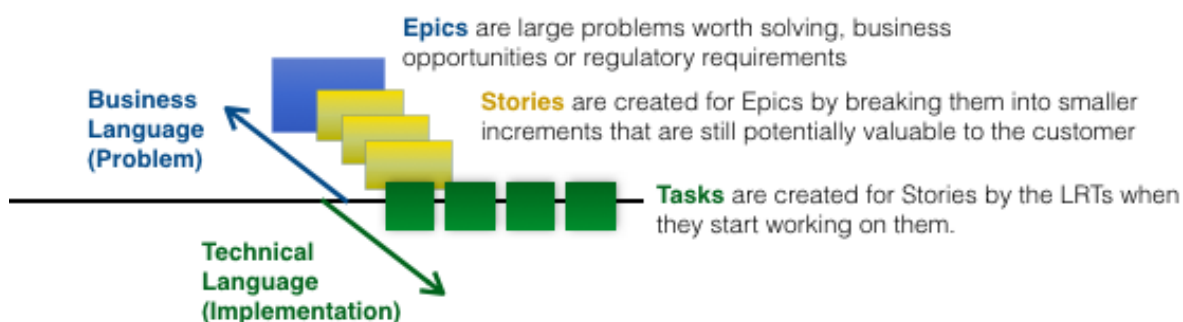 Epics are large problems worth solving, business
opportunities or regulatory requirements
Business
Language
(Problem)
Stories are created for Epics by breaking them into smaller
increments that are still potentially valuable to the customer
Tasks are created for Stories by the LRTs when
they start working on them.
Technical
Language
(Implementation)